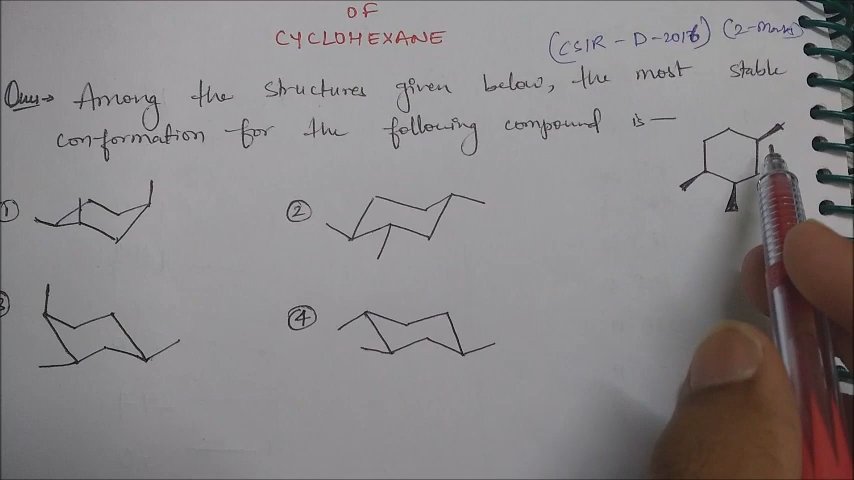 OF
CYCLOHEXANE
(CSIR - D-2016) (2-Marks)
Ques→ Among the structures given below, the most stable
conformation for the following compound is —
①
②
③
④